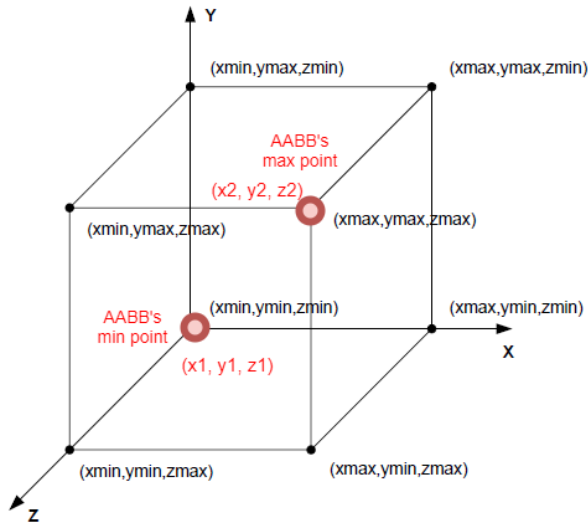 Y
(xmin,ymax,zmin)
(xmax,ymax,zmin)
AABB's
max point
(x2, y2, z2)
(xmin,ymax,zmax)
(xmax,ymax,zmax)
AABB's
min point
(xmin,ymin,zmin)
(xmax,ymin,zmin)
X
(x1, y1, z1)
(xmin,ymin,zmax)
(xmax,ymin,zmax)
Z